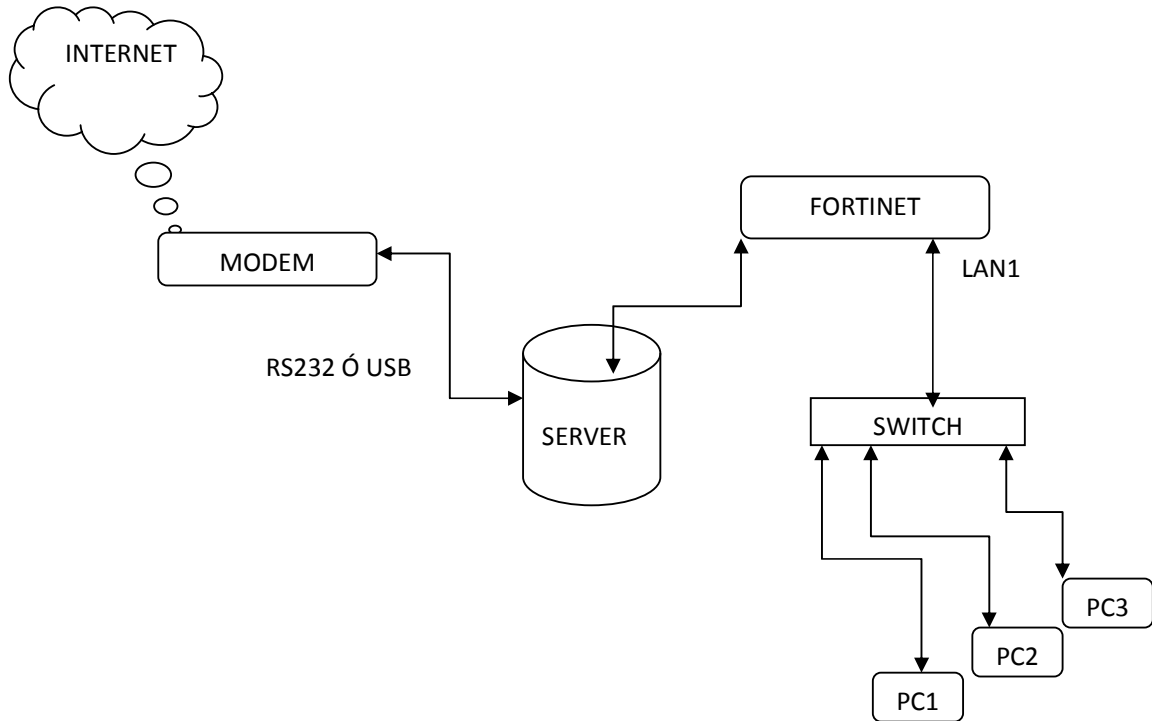 INTERNET
FORTINET
MODEM
LAN1
RS232 Ó USB
SERVER
SWITCH
PC3
PC2
PC1